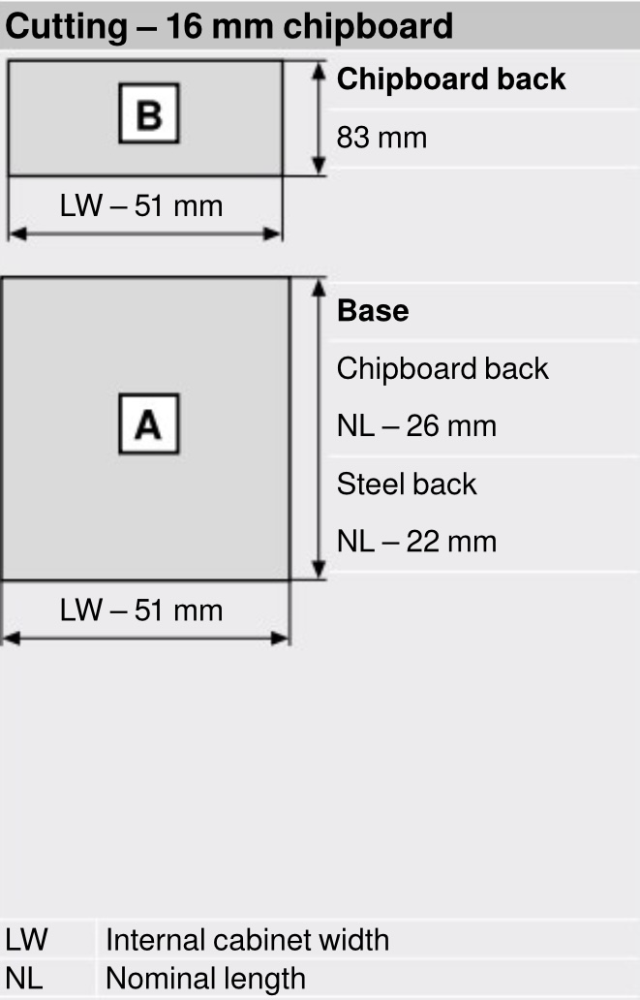 Cutting – 16 mm chipboard
B
Chipboard back
83 mm
LW – 51 mm
Base
Chipboard back
A
NL – 26 mm
Steel back
NL – 22 mm
LW – 51 mm
LW Internal cabinet width
NL Nominal length